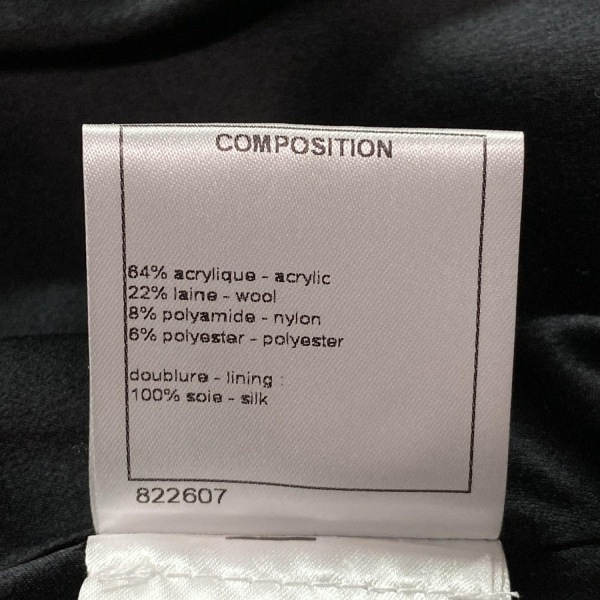 COMPOSITION
64% acrylique - acrylic
22% laine - wool
8% polyamide - nylon
6% polyester - polyester
doublure - lining :
100% soie - silk
822607